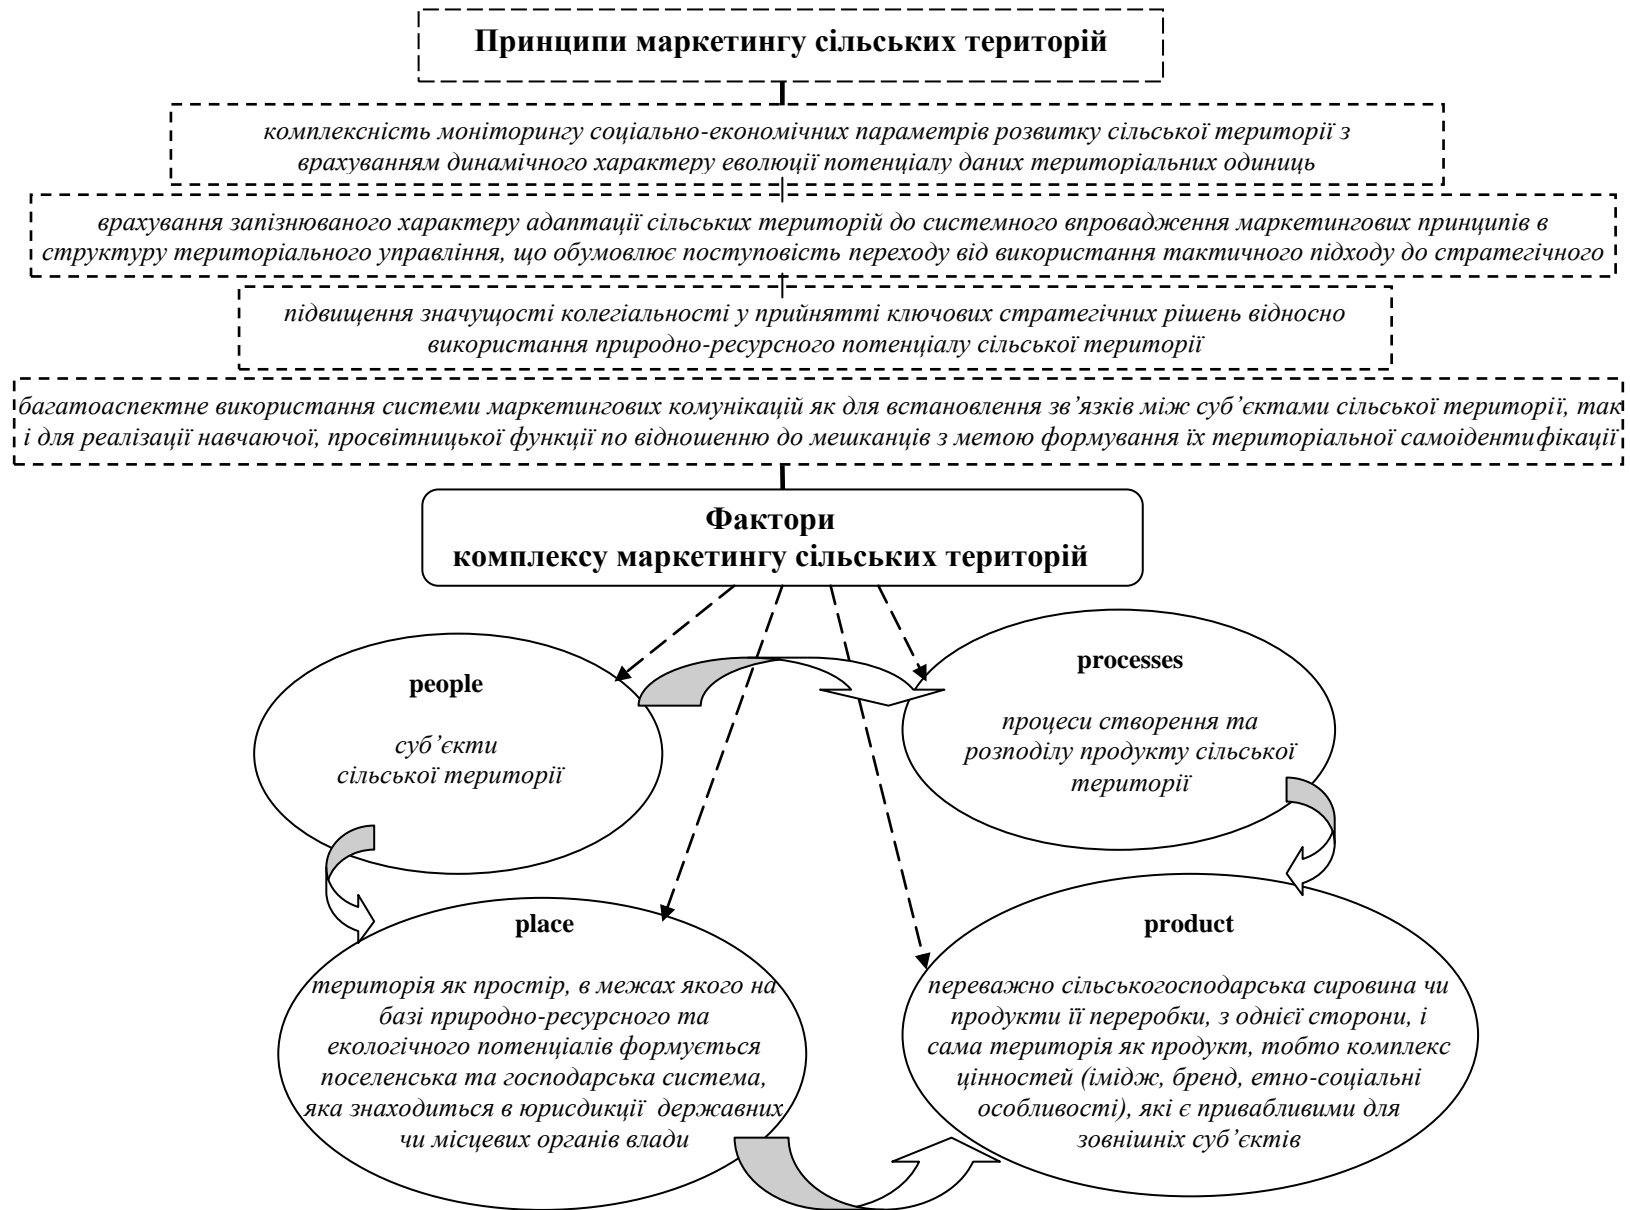 Принципи маркетингу сільських територій
комплексність моніторингу соціально-економічних параметрів розвитку сільської території з
врахуванням динамічного характеру еволюції потенціалу даних територіальних одиниць
врахування запізнюваного характеру адаптації сільських територій до системного впровадження маркетингових принципів в
структуру територіального управління, що обумовлює поступовість переходу від використання тактичного підходу до стратегічного
підвищення значущості колегіальності у прийнятті ключових стратегічних рішень відносно
використання природно-ресурсного потенціалу сільської території
багатоаспектне використання системи маркетингових комунікацій як для встановлення зв’язків між суб’єктами сільської території, так
і для реалізації навчаючої, просвітницької функції по відношенню до мешканців з метою формування їх територіальної самоідентифікації
Фактори
комплексу маркетингу сільських територій
people
суб’єкти
сільської території
processes
процеси створення та
розподілу продукту сільської
території
place
територія як простір, в межах якого на
базі природно-ресурсного та
екологічного потенціалів формується
поселенська та господарська система,
яка знаходиться в юрисдикції державних
чи місцевих органів влади
product
переважно сільськогосподарська сировина чи
продукти її переробки, з однієї сторони, і
сама територія як продукт, тобто комплекс
цінностей (імідж, бренд, етно-соціальні
особливості), які є привабливими для
зовнішніх суб’єктів